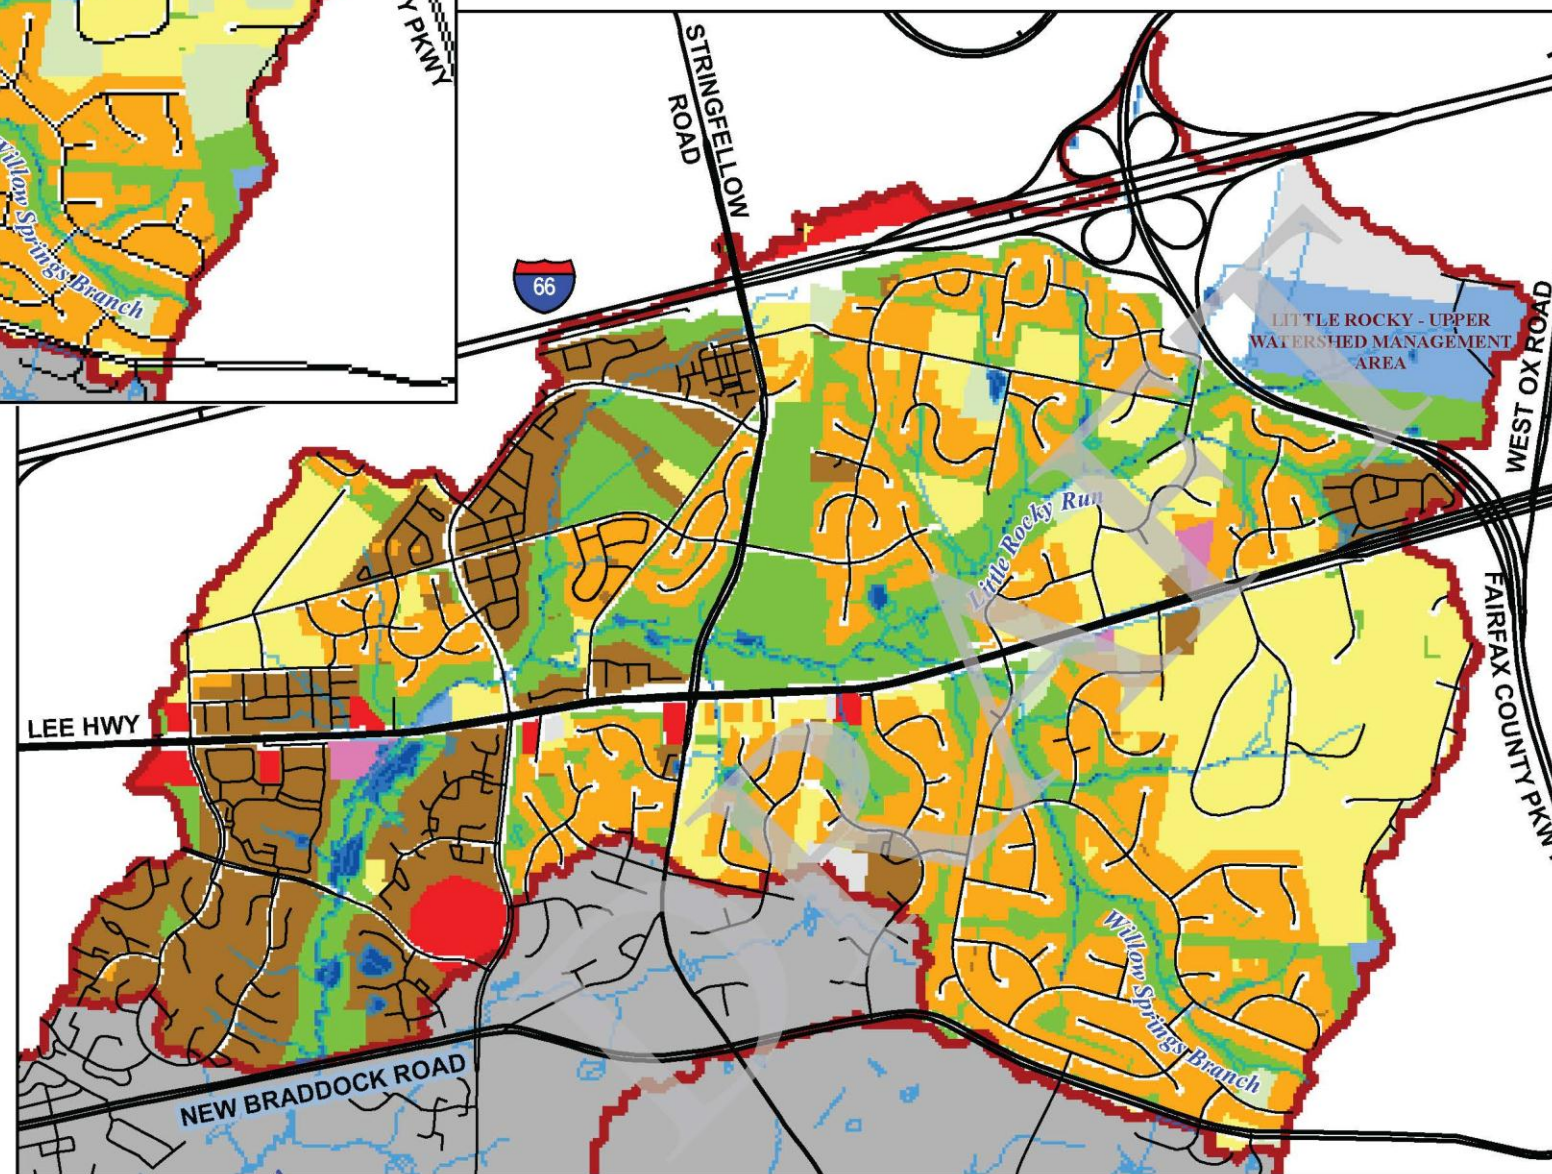 Y PKWY
Willow Springs Branch
STRINGFELLOW
ROAD
66
LITTLE ROCKY - UPPER
WATERSHED MANAGEMENT
AREA
WEST OX ROAD
Little Rocky Run
FAIRFAX COUNTY PKWY
LEE HWY
Willow Springs Branch
NEW BRADDOCK ROAD
DRAFT